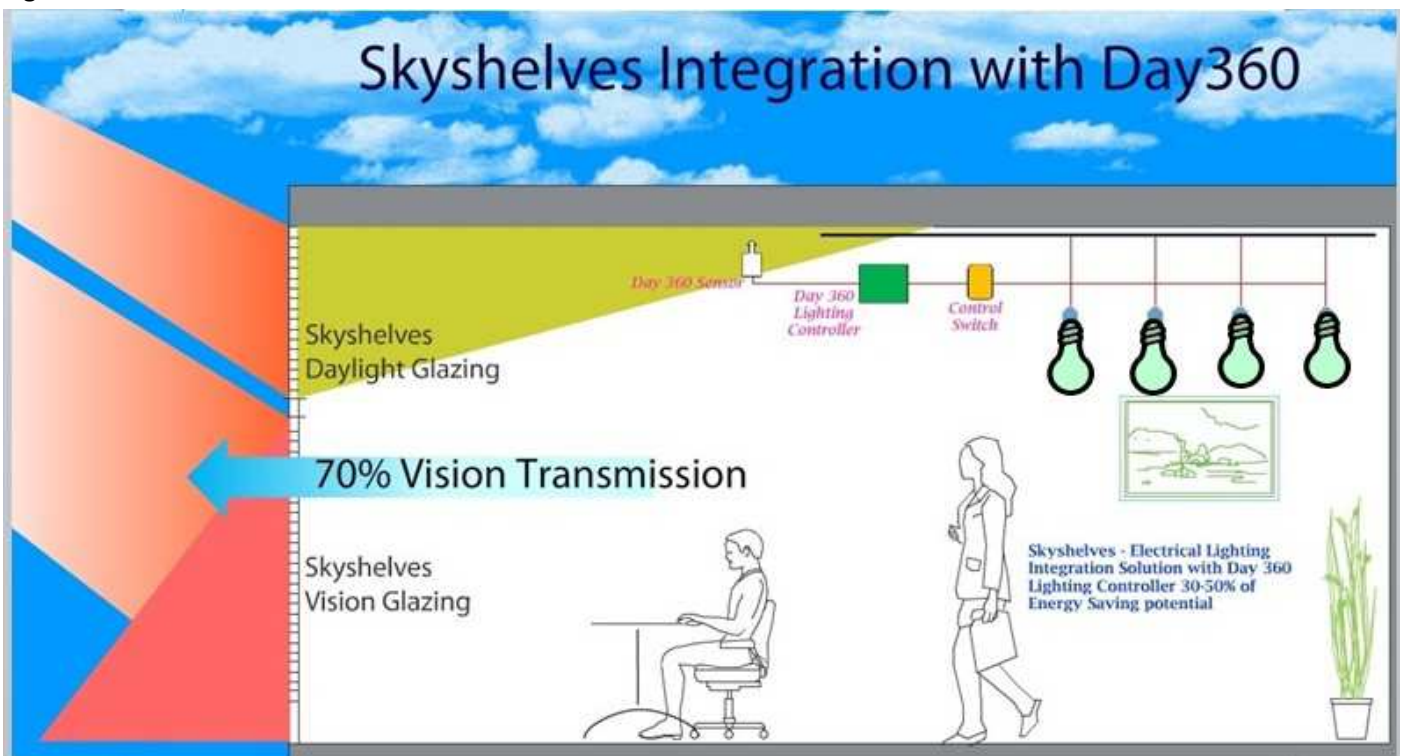 Skyshelves Integration with Day360
Day 360 Sensor
Day 360
Lighting
Controller
Control
Switch
Skyshelves
Daylight Glazing
70% Vision Transmission
Skyshelves - Electrical Lighting
Integration Solution with Day 360
Lighting Controller 30-50% of
Energy Saving potential
Skyshelves
Vision Glazing